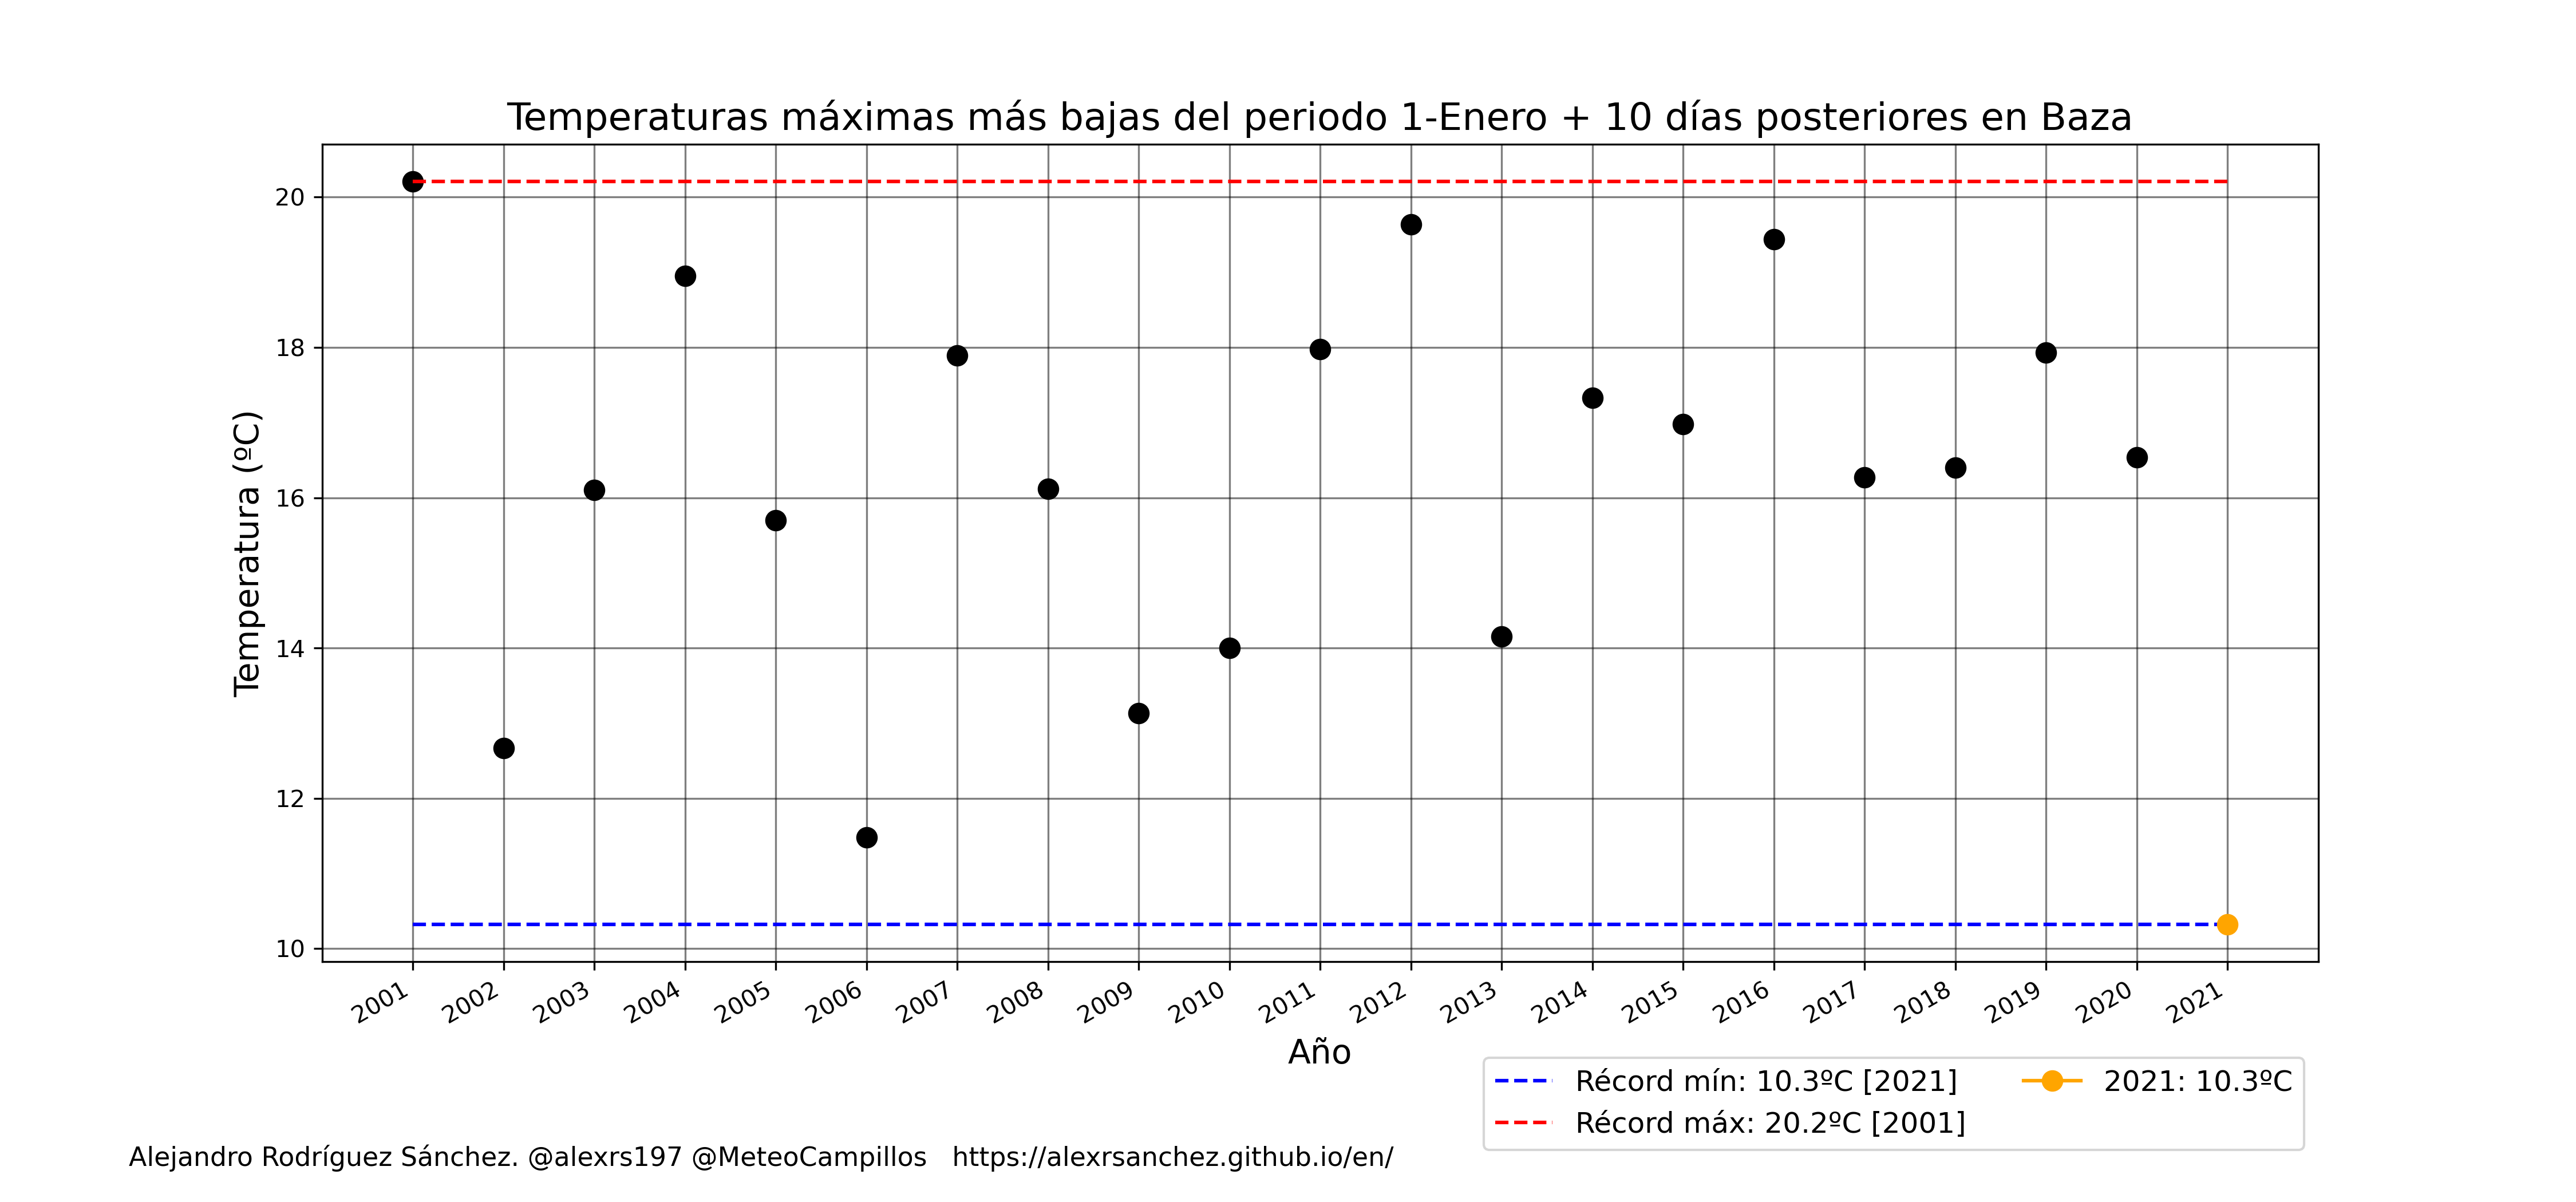 Temperaturas máximas más bajas del periodo 1-Enero + 10 días posteriores en Baza
Temperatura (ºC)
20
18
16
14
12
10
2001 2002 2003 2004 2005 2006 2007 2008 2009 2010 2011 2012 2013 2014 2015 2016 2017 2018 2019 2020 2021
Año
Récord mín: 10.3ºC [2021]
Récord máx: 20.2ºC [2001]
2021: 10.3ºC
Alejandro Rodríguez Sánchez. @alexrs197 @MeteoCampillos https://alexrsanchez.github.io/en/